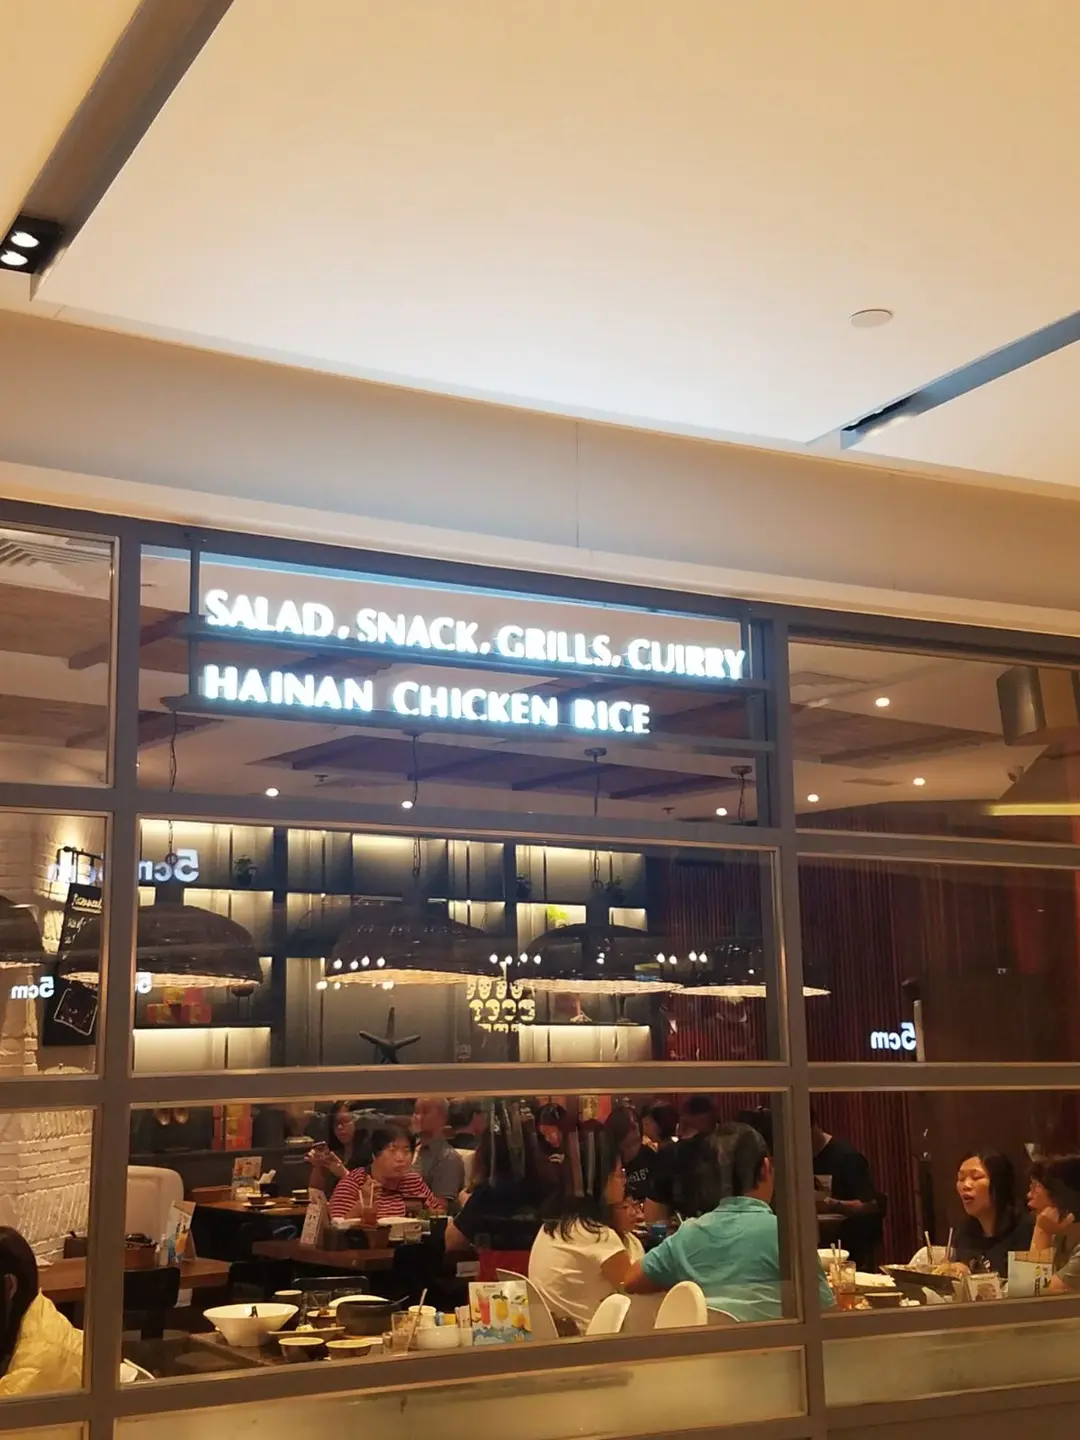 SALAD, SNACK, GRILLS, CURRY
HAINAN CHICKEN RICE
5cm
5cm
5cm